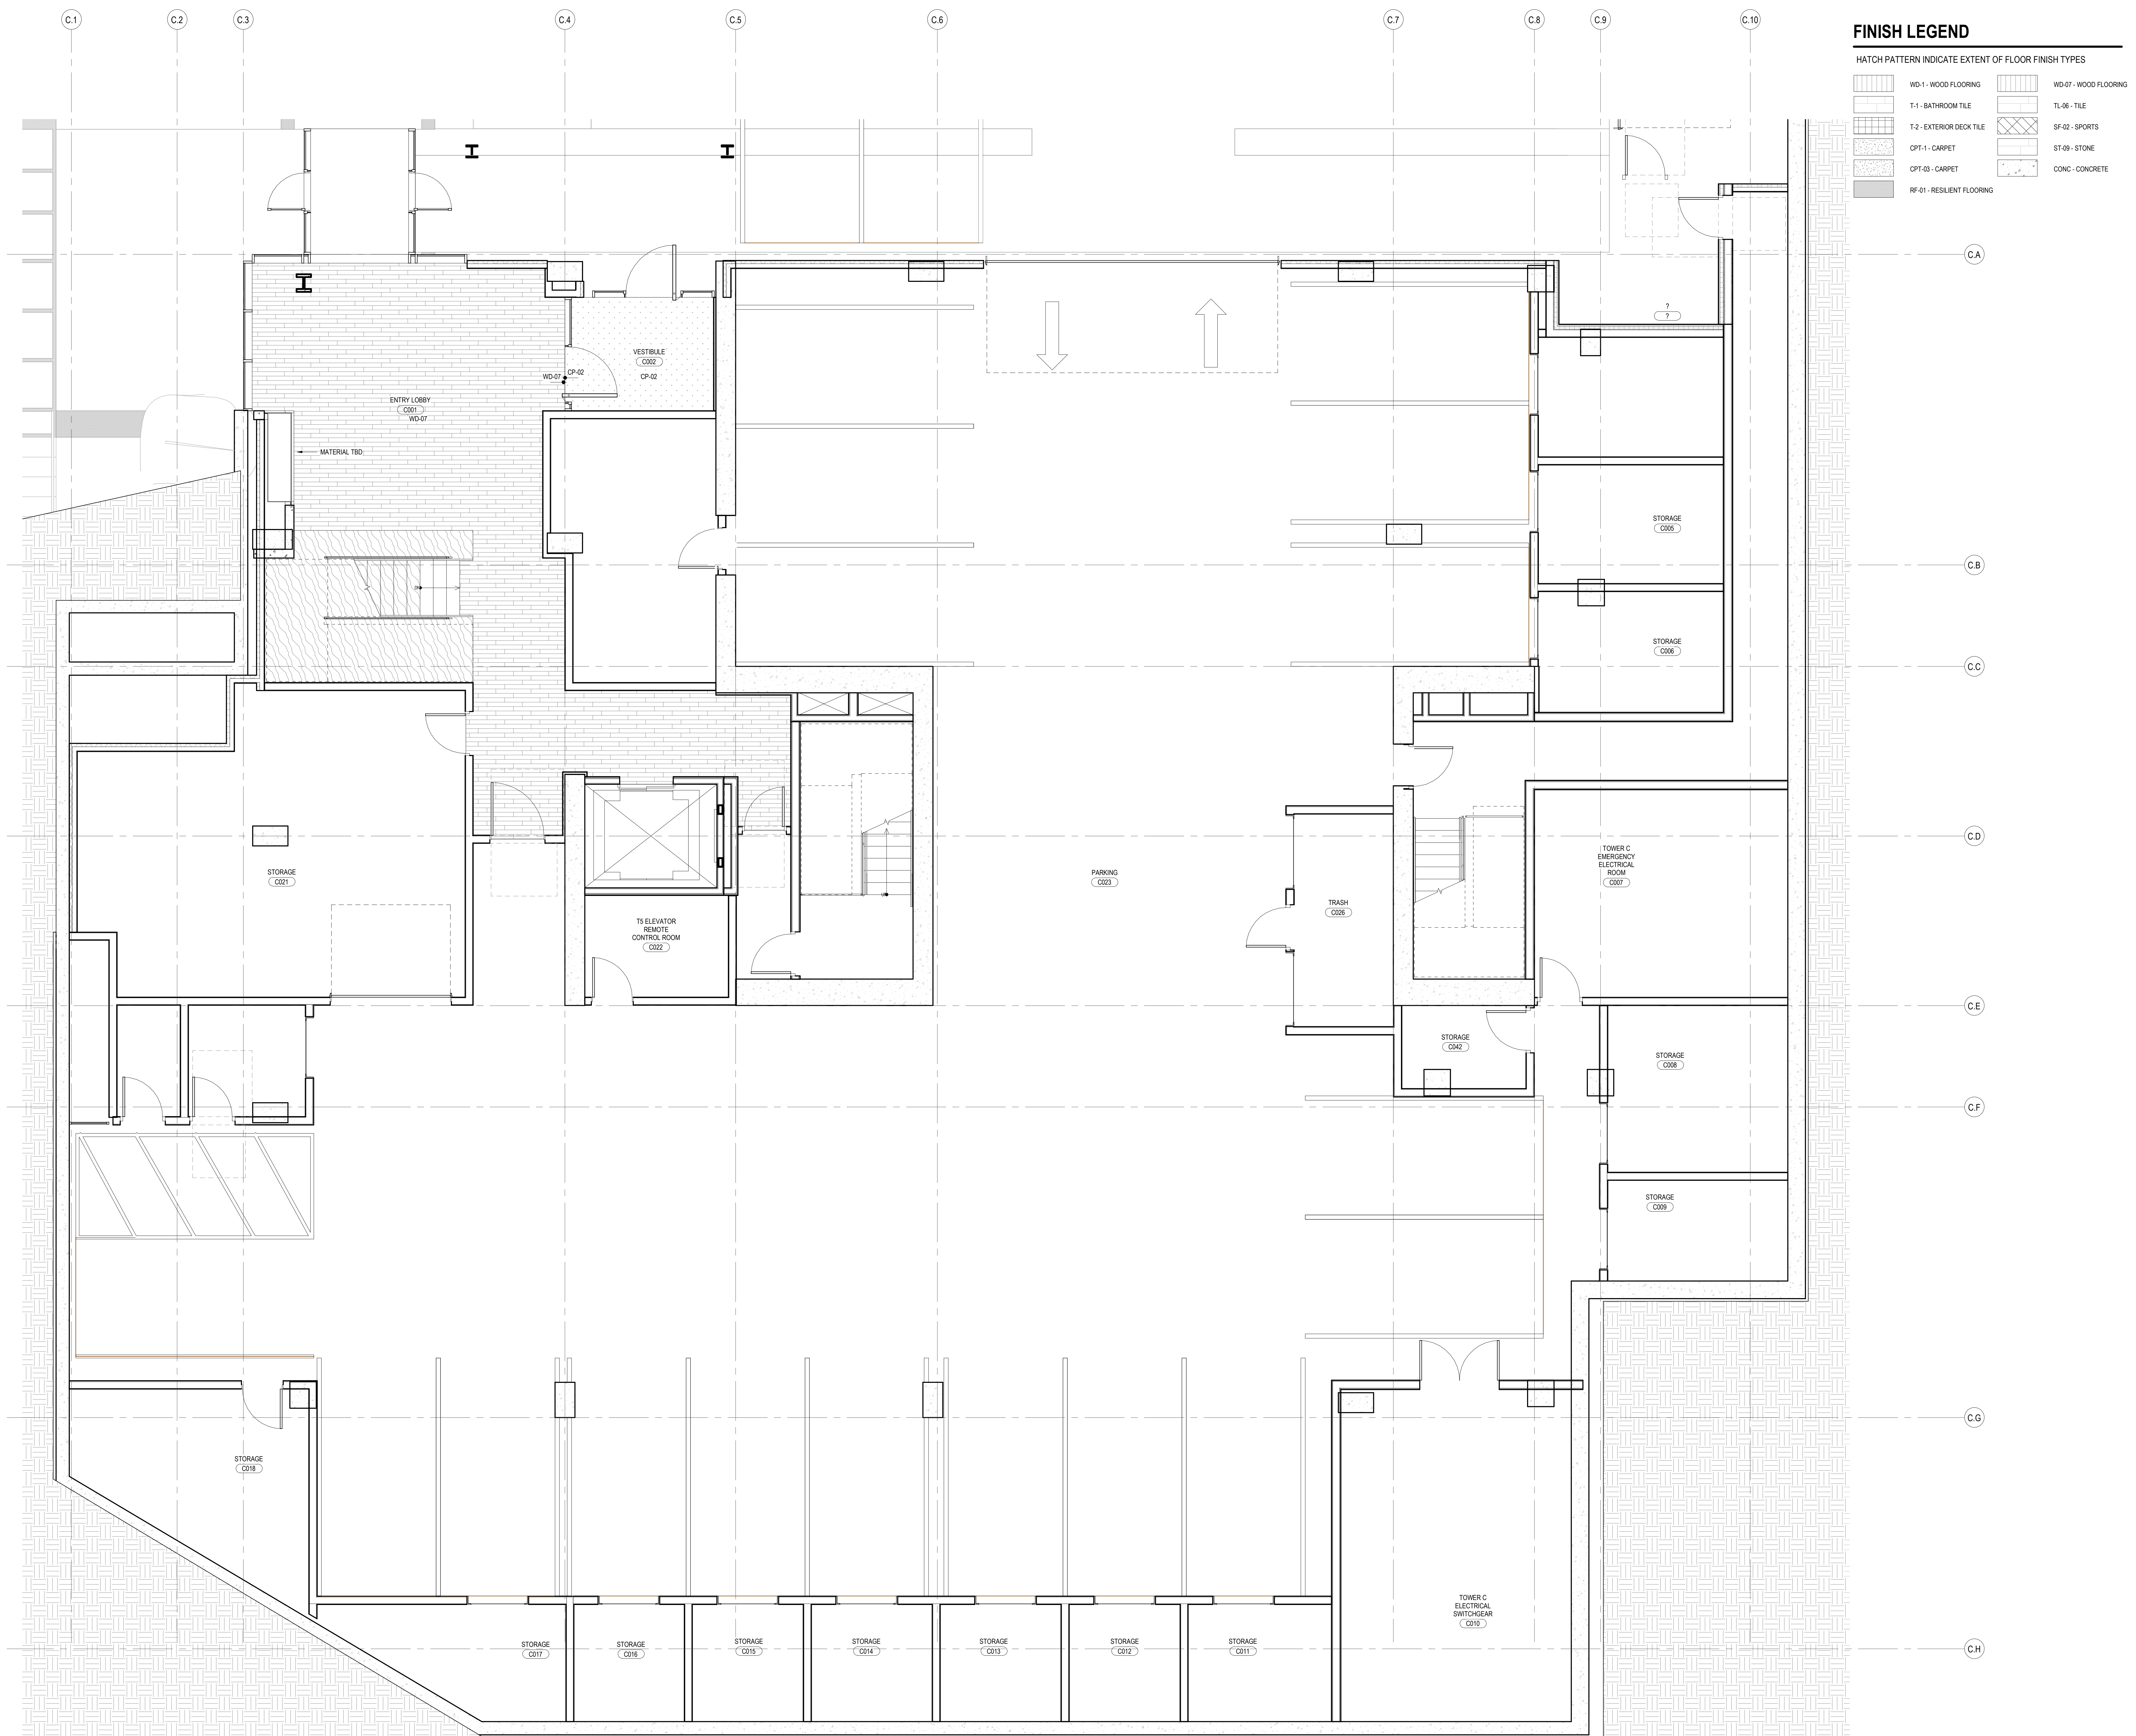 C.1
C.2
C.3
C.4
C.5
C.6
C.7
C.8
C.9
C.10
FINISH LEGEND
HATCH PATTERN INDICATE EXTENT OF FLOOR FINISH TYPES
WD-1 - WOOD FLOORING
WD-07 - WOOD FLOORING
T-1 - BATHROOM TILE
TL-06 - TILE
T-2 - EXTERIOR DECK TILE
SF-02 - SPORTS
CPT-1 - CARPET
ST-09 - STONE
CPT-03 - CARPET
CONC - CONCRETE
RF-01 - RESILIENT FLOORING
C.A
?
?
VESTIBULE
C002
CP-02
WD-07
CP-02
ENTRY LOBBY
C001
WD-07
MATERIAL TBD.
STORAGE
C005
C.B
STORAGE
C006
C.C
C.D
STORAGE
C021
PARKING
C023
TOWER C
EMERGENCY
ELECTRICAL
ROOM
C007
TRASH
C026
T5 ELEVATOR
REMOTE
CONTROL ROOM
C022
C.E
STORAGE
C042
STORAGE
C008
C.F
STORAGE
C009
C.G
STORAGE
C018
TOWER C
ELECTRICAL
SWITCHGEAR
C010
STORAGE
C017
STORAGE
C016
STORAGE
C015
STORAGE
C014
STORAGE
C013
STORAGE
C012
STORAGE
C011
C.H